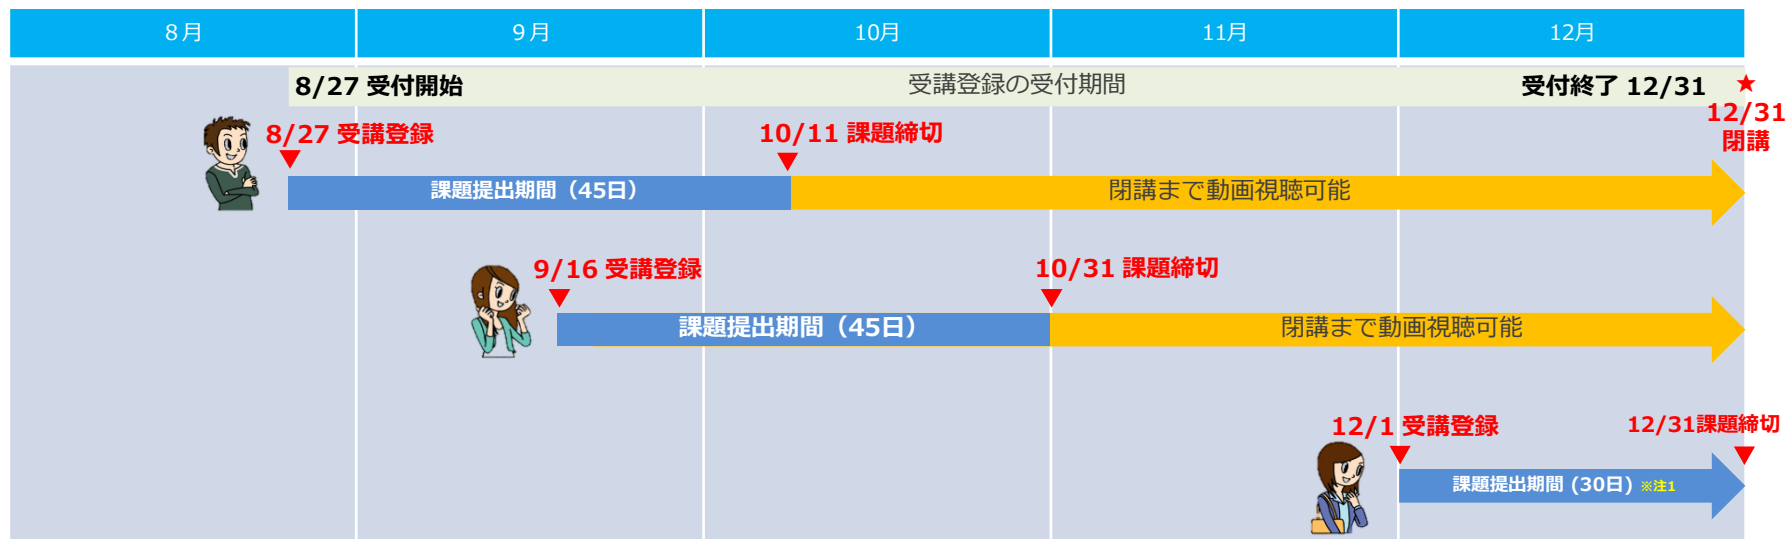 8月 9月 10月 11月 12月
8/27 受付開始 受講登録の受付期間 受付終了 12/31 ★
12/31
閉講
8/27 受講登録 10/11 課題締切
課題提出期間（45日） 閉講まで動画視聴可能
9/16 受講登録 10/31 課題締切
課題提出期間（45日） 閉講まで動画視聴可能
12/1 受講登録 12/31課題締切
課題提出期間 (30日) ※注1